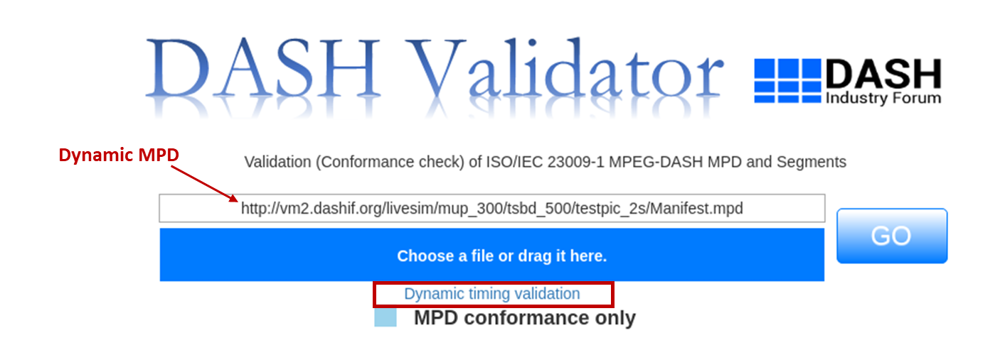 DASH Validator
DASH
Industry Forum
Dynamic MPD
Validation (Conformance check) of ISO/IEC 23009-1 MPEG-DASH MPD and Segments
http://vm2.dashif.org/livesim/mup_300/tsbd_500/testpic_2s/Manifest.mpd
GO
Choose a file or drag it here.
Dynamic timing validation
MPD conformance only